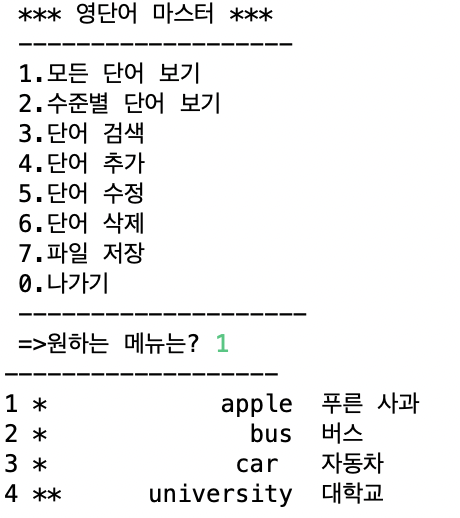 *** 영단어 마스터 ***
--------------------
1.모든 단어 보기
2.수준별 단어 보기
3.단어 검색
4.단어 추가
5.단어 수정
6.단어 삭제
7.파일 저장
0.나가기
---------------------
=>원하는 메뉴는? 1
--------------------
1 *            apple  푸른 사과
2 *              bus  버스
3 *             car   자동차
4 **      university  대학교